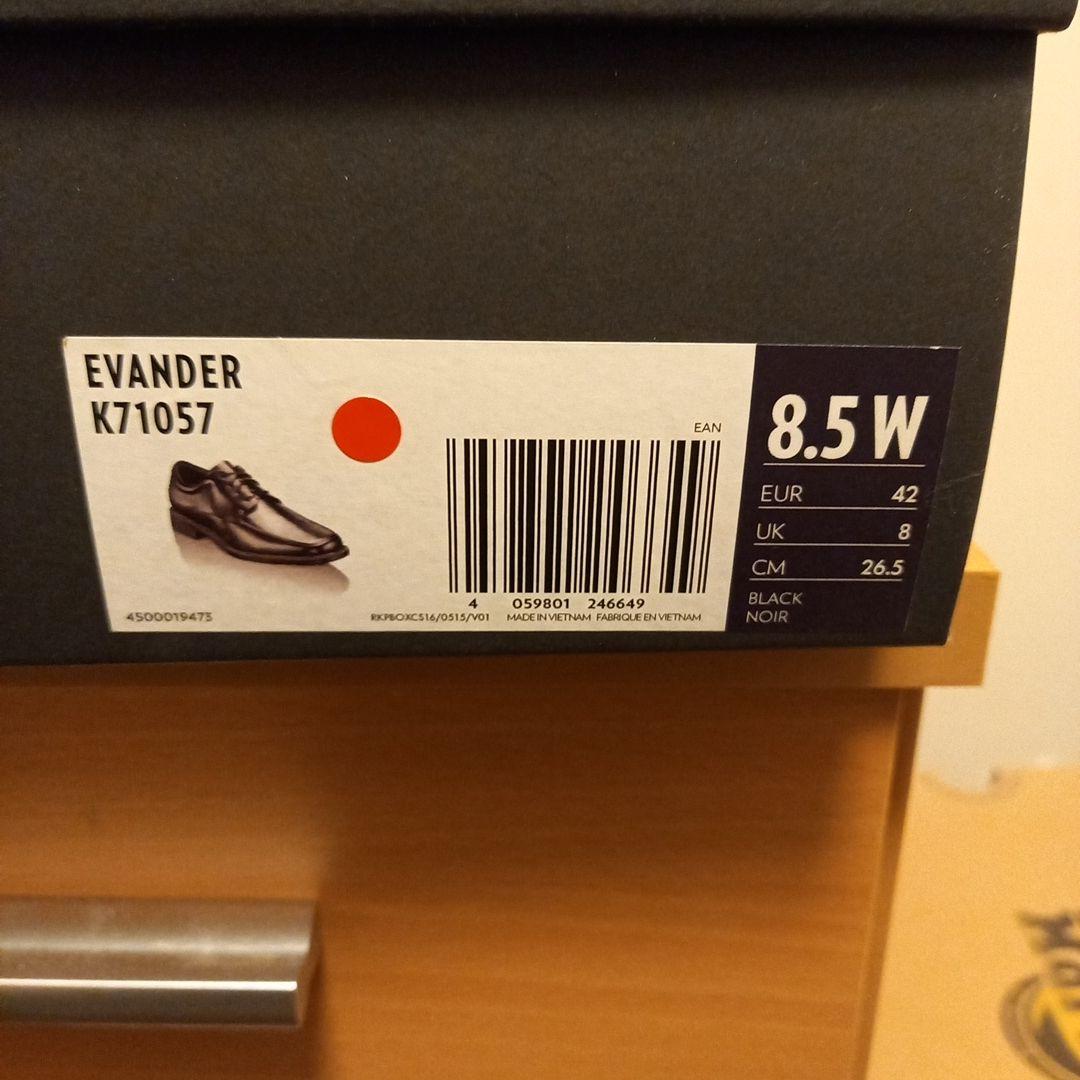 EVANDER
K71057
EAN
8.5 W
EUR 42
UK 8
CM 26.5
BLACK
NOIR
4 059801 246649
4500019473 RKPBOXCS16/0515/V01 MADE IN VIETNAM FABRIQUE EN VIETNAM